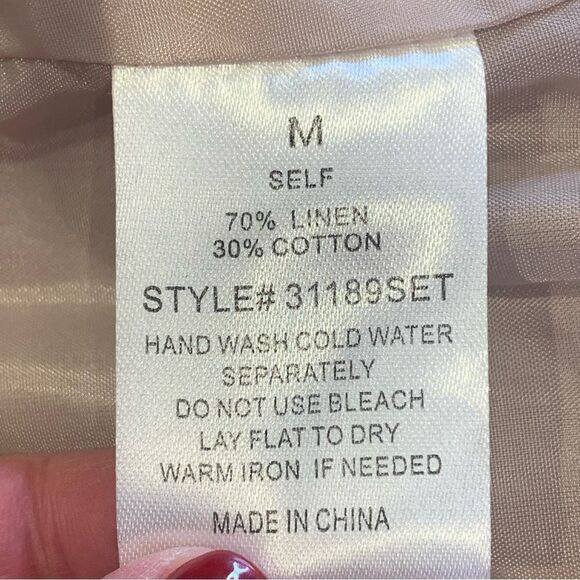 M
SELF
70% LINEN
30% COTTON
STYLE# 31189SET
HAND WASH COLD WATER
SEPARATELY
DO NOT USE BLEACH
LAY FLAT TO DRY
WARM IRON IF NEEDED
MADE IN CHINA